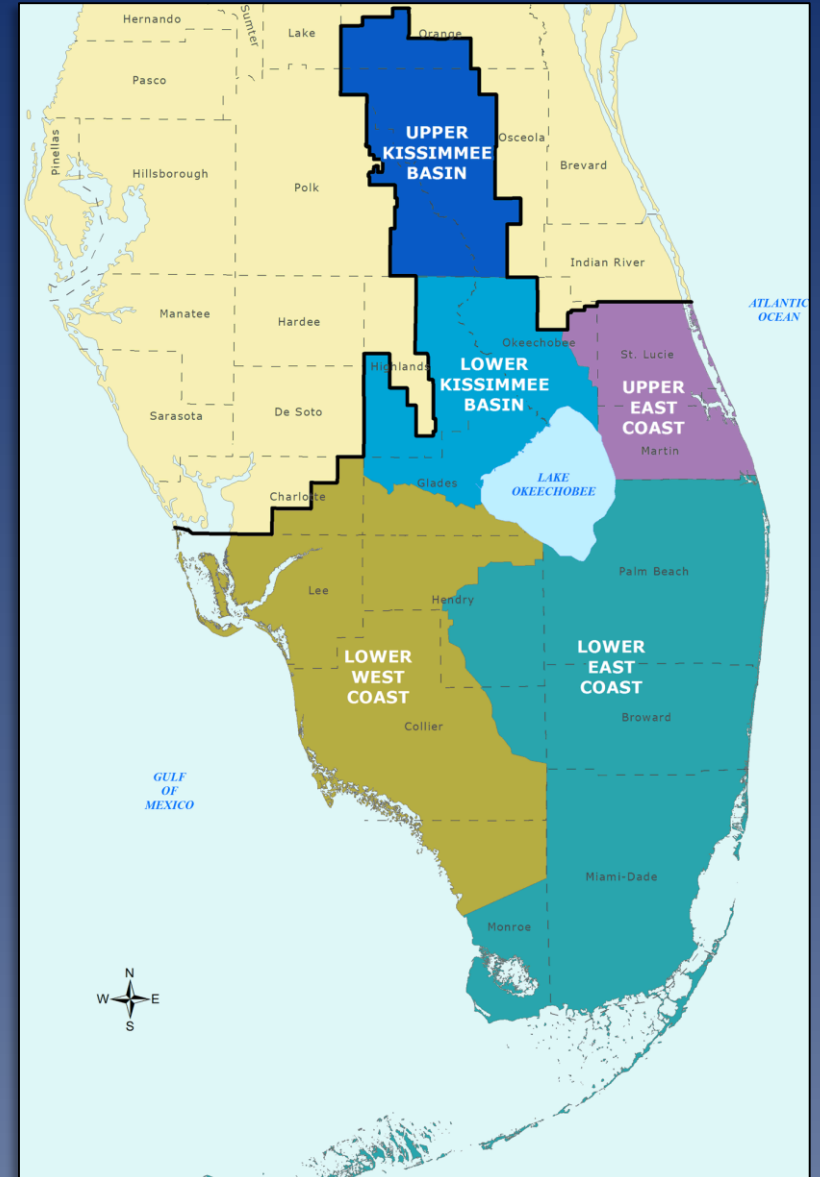 Hernando
Sumter
Lake
Orange
Pasco
Pinellas
Hillsborough
Polk
UPPER
KISSIMMEE
BASIN
Osceola
Brevard
Indian River
ATLANTIC
OCEAN
Manatee
Hardee
Highlands
Okeechobee
St. Lucie
LOWER
KISSIMMEE
BASIN
UPPER
EAST
COAST
Sarasota
De Soto
Martin
Charlotte
Glades
LAKE
OKEECHOBEE
Lee
Hendry
Palm Beach
LOWER
WEST
COAST
LOWER
EAST
COAST
Collier
Broward
GULF
OF
MEXICO
Miami-Dade
Monroe
N
W E
S